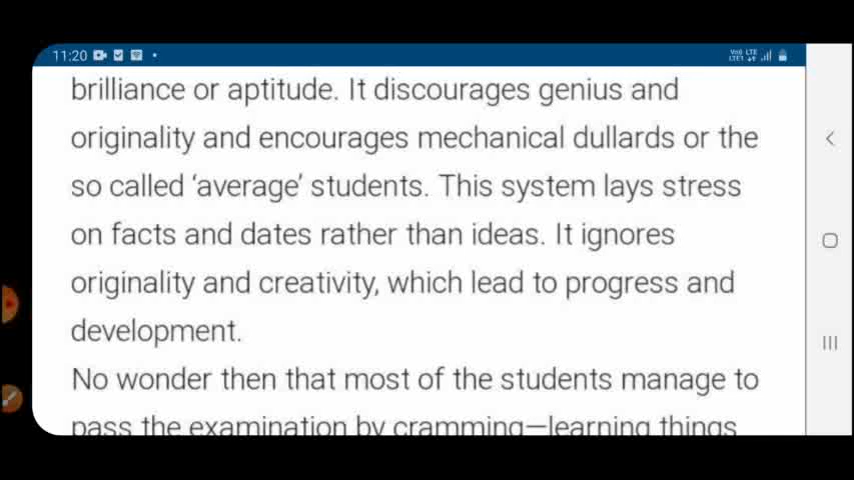 11:20
VoB LTE
LTE1
brilliance or aptitude. It discourages genius and
originality and encourages mechanical dullards or the
so called ‘average’ students. This system lays stress
on facts and dates rather than ideas. It ignores
originality and creativity, which lead to progress and
development.
No wonder then that most of the students manage to
pass the examination by cramming—learning things